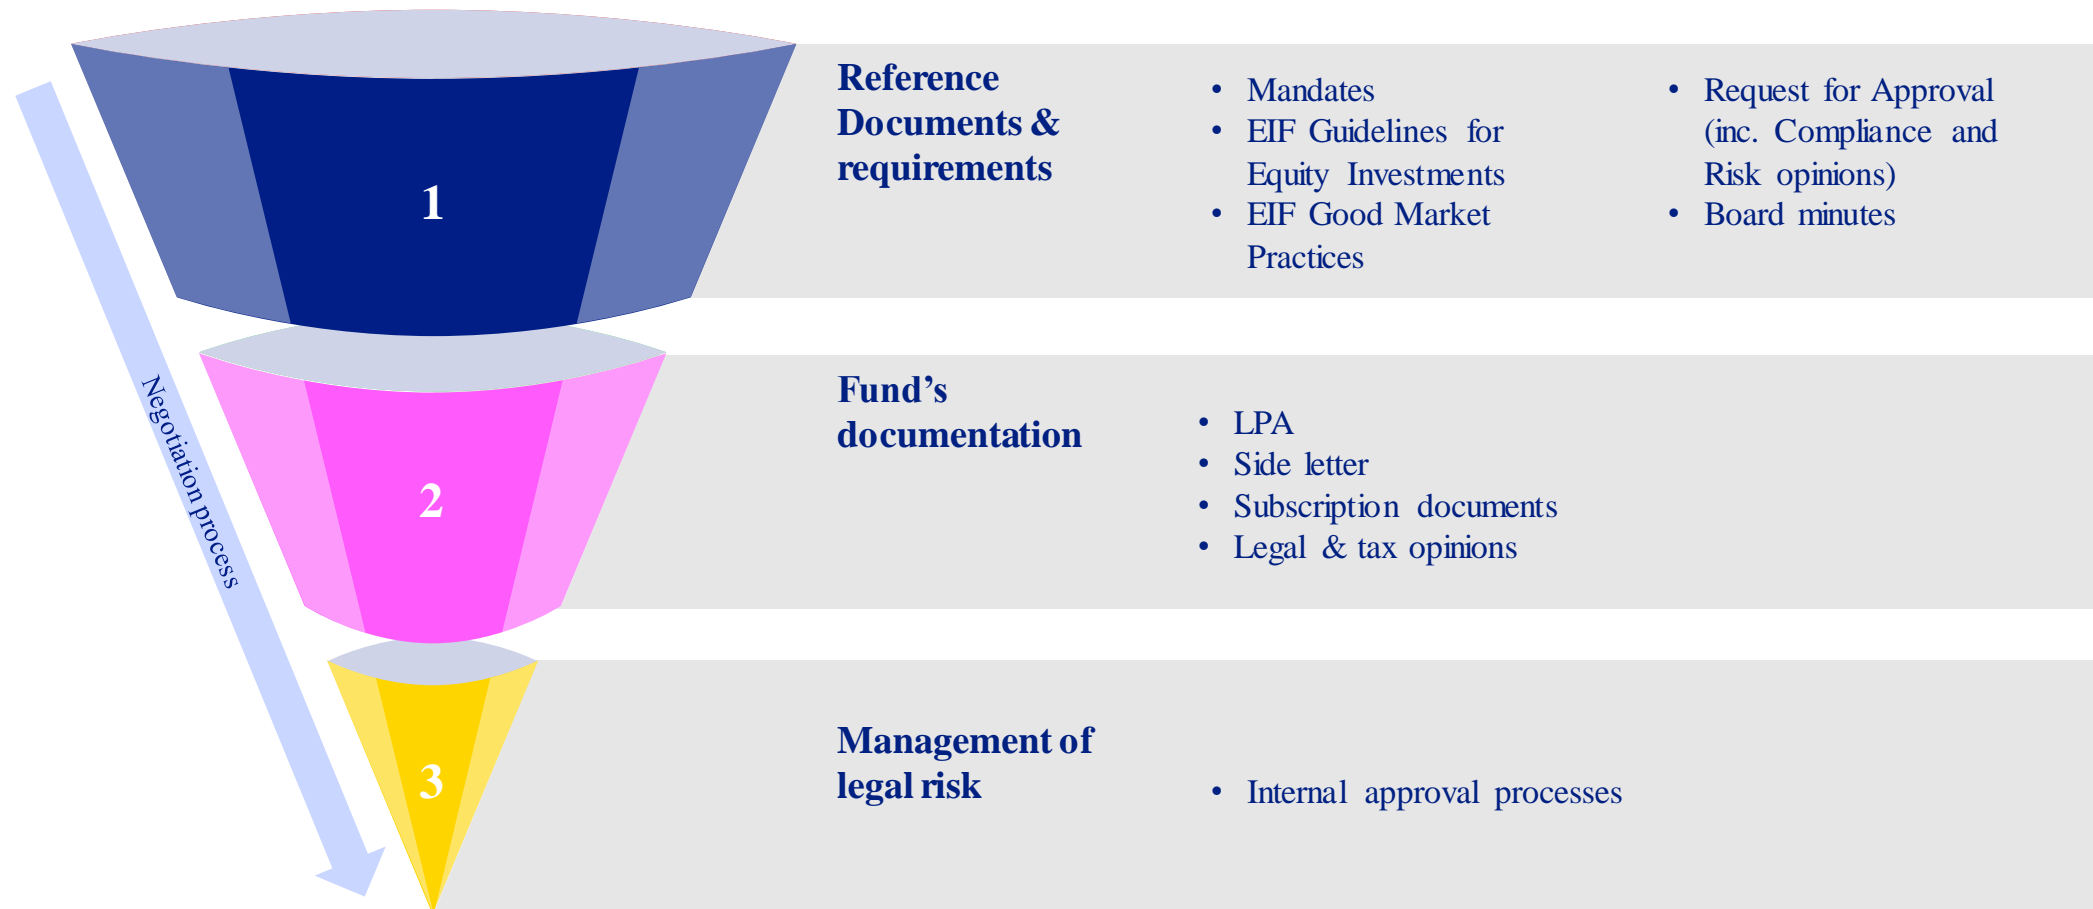 1
Reference
Documents &
requirements
• Mandates
• EIF Guidelines for
Equity Investments
• EIF Good Market
Practices
• Request for Approval
(inc. Compliance and
Risk opinions)
• Board minutes
Negotiation process
2
Fund’s
documentation
• LPA
• Side letter
• Subscription documents
• Legal & tax opinions
3
Management of
legal risk
• Internal approval processes